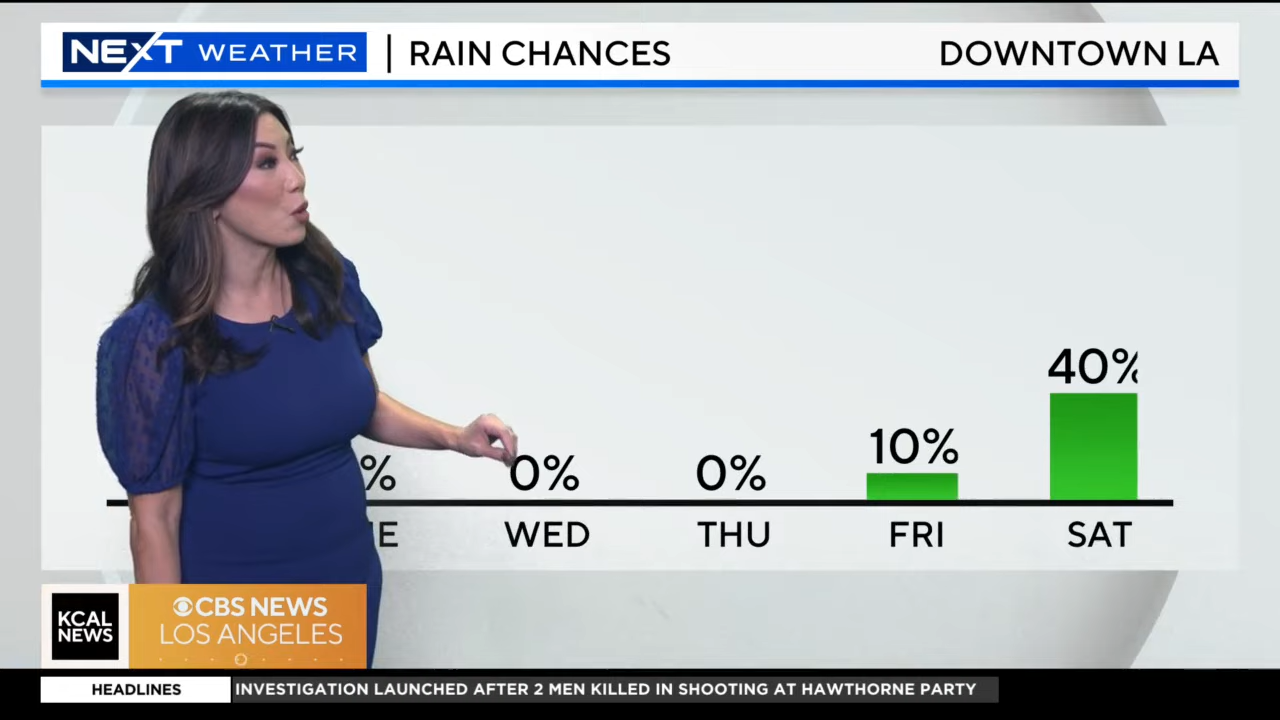 NEXT WEATHER | RAIN CHANCES
DOWNTOWN LA
40%
10%
% 0% 0%
E WED THU FRI SAT
KCAL NEWS
CBS NEWS
LOS ANGELES
HEADLINES
INVESTIGATION LAUNCHED AFTER 2 MEN KILLED IN SHOOTING AT HAWTHORNE PARTY